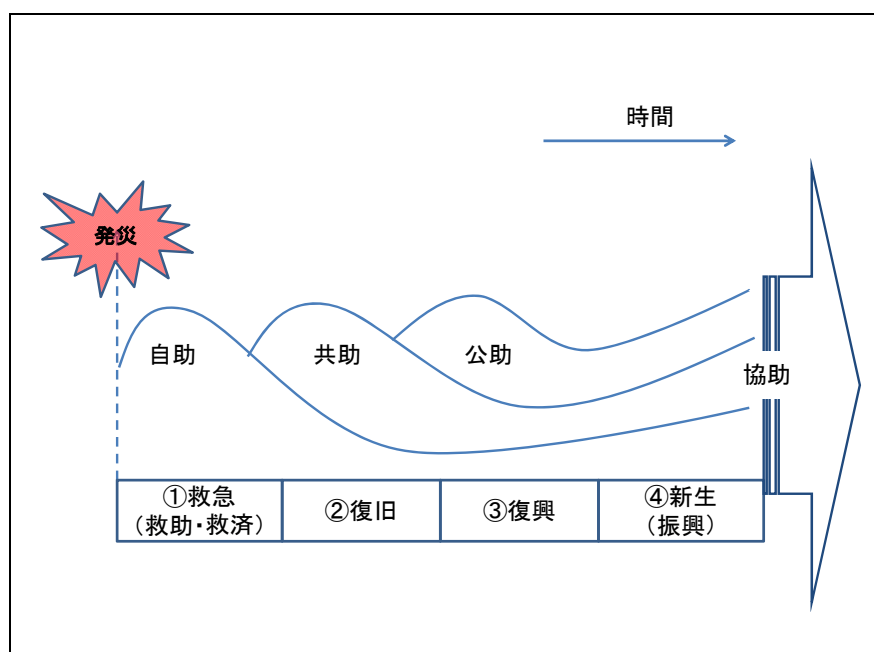 時間
発災
自助
共助
公助
協助
①救急
（救助・救済）
②復旧
③復興
④新生
（振興）